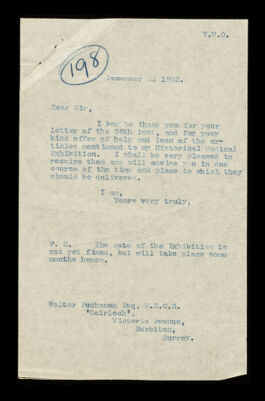 T.H.O.
198
December 31 1903.
Dear Sir,
I beg to thank you for your
letter of the 28th inst, and for your
kind offer of help and loan of the ar-
ticles mentioned to my Historical Medical
Exhibition. I shall be very pleased to
receive them and will advise you in due
course of the time and place to which they
should be delivered.
I am,
Yours very truly,
P. S. The date of the Exhibition is
not yet fixed, but will take place some
months hence.
Walter Buchanan Esq. M.R.C.S.
"Gairloch",
Victoria Avenue,
Surbiton,
Surrey.